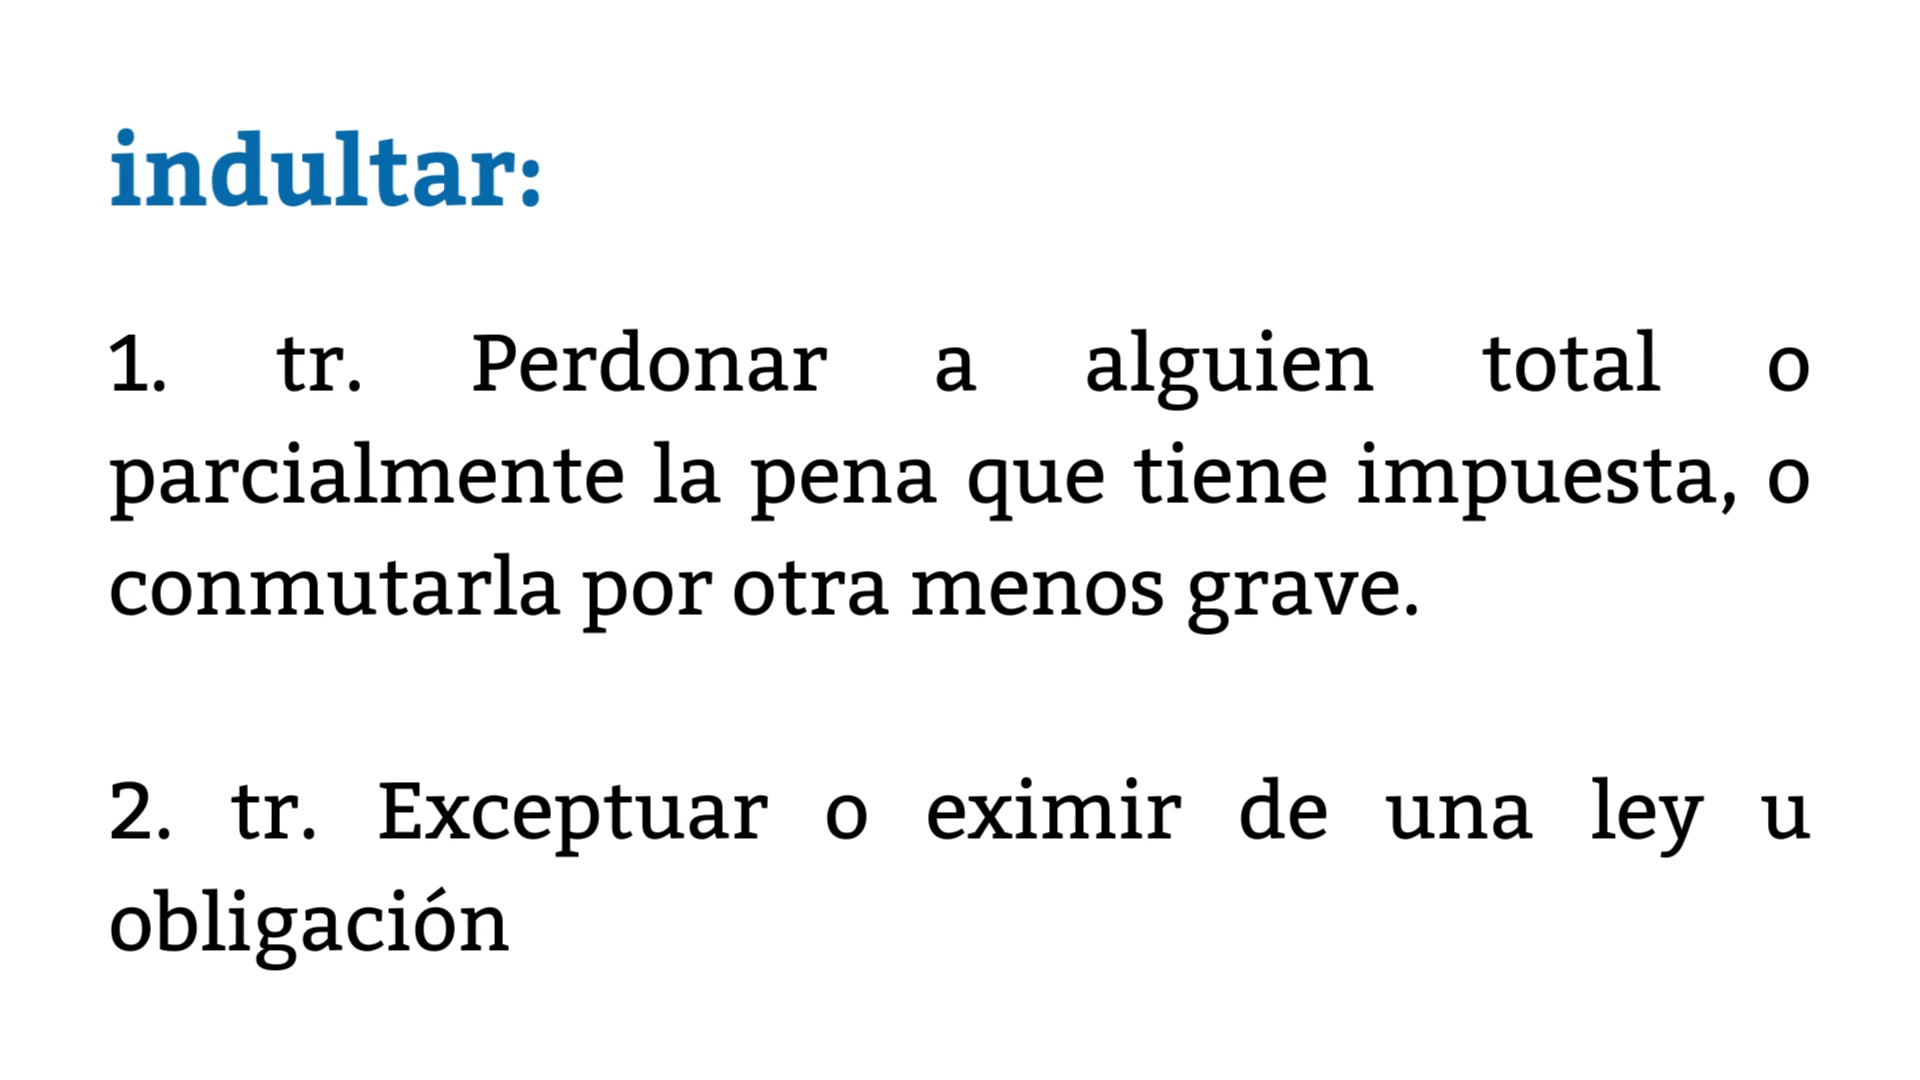 indultar:
1. tr. Perdonar a alguien total o
parcialmente la pena que tiene impuesta, o
conmutarla por otra menos grave.
2. tr. Exceptuar o eximir de una ley u
obligación